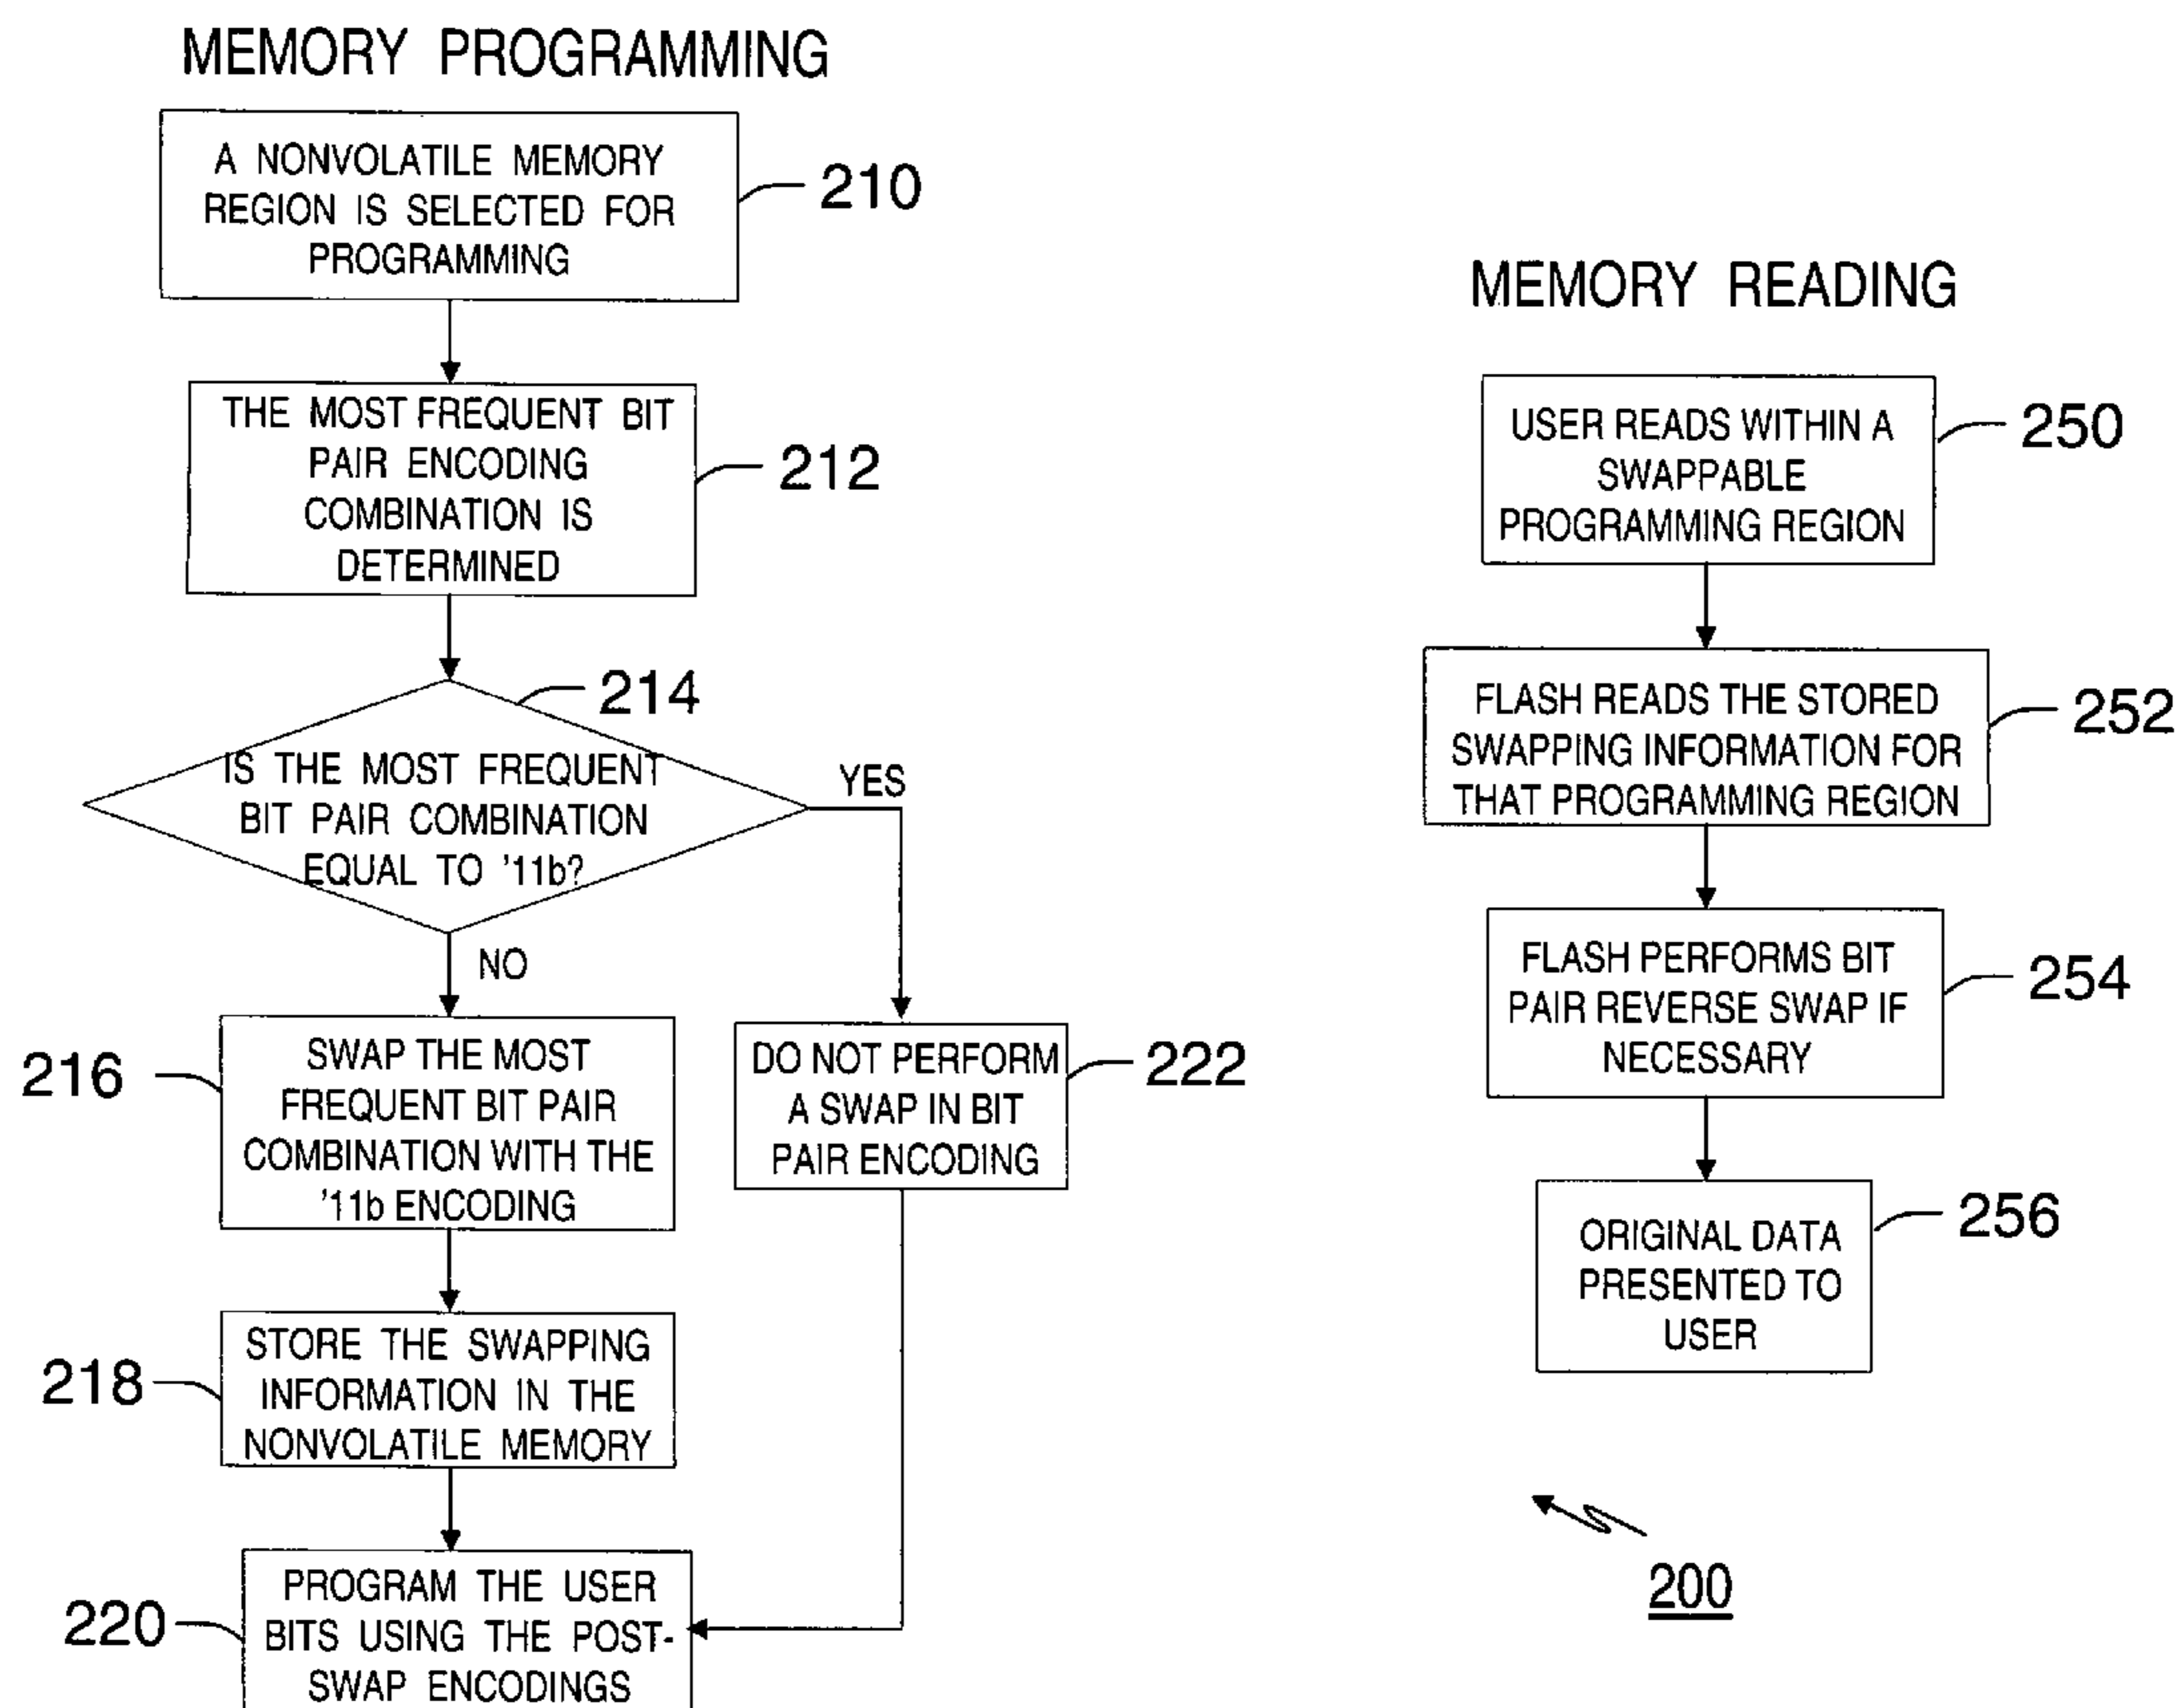 MEMORY PROGRAMMING
A NONVOLATILE MEMORY
REGION IS SELECTED FOR
PROGRAMMING
210
THE MOST FREQUENT BIT
PAIR ENCODING
COMBINATION IS
DETERMINED
212
214
IS THE MOST FREQUENT
BIT PAIR COMBINATION
EQUAL TO '11b?
YES
NO
216
SWAP THE MOST
FREQUENT BIT PAIR
COMBINATION WITH THE
'11b ENCODING
DO NOT PERFORM
A SWAP IN BIT
PAIR ENCODING
222
218
STORE THE SWAPPING
INFORMATION IN THE
NONVOLATILE MEMORY
220
PROGRAM THE USER
BITS USING THE POST-
SWAP ENCODINGS
MEMORY READING
USER READS WITHIN A
SWAPPABLE
PROGRAMMING REGION
250
FLASH READS THE STORED
SWAPPING INFORMATION FOR
THAT PROGRAMMING REGION
252
FLASH PERFORMS BIT
PAIR REVERSE SWAP IF
NECESSARY
254
ORIGINAL DATA
PRESENTED TO
USER
256
200